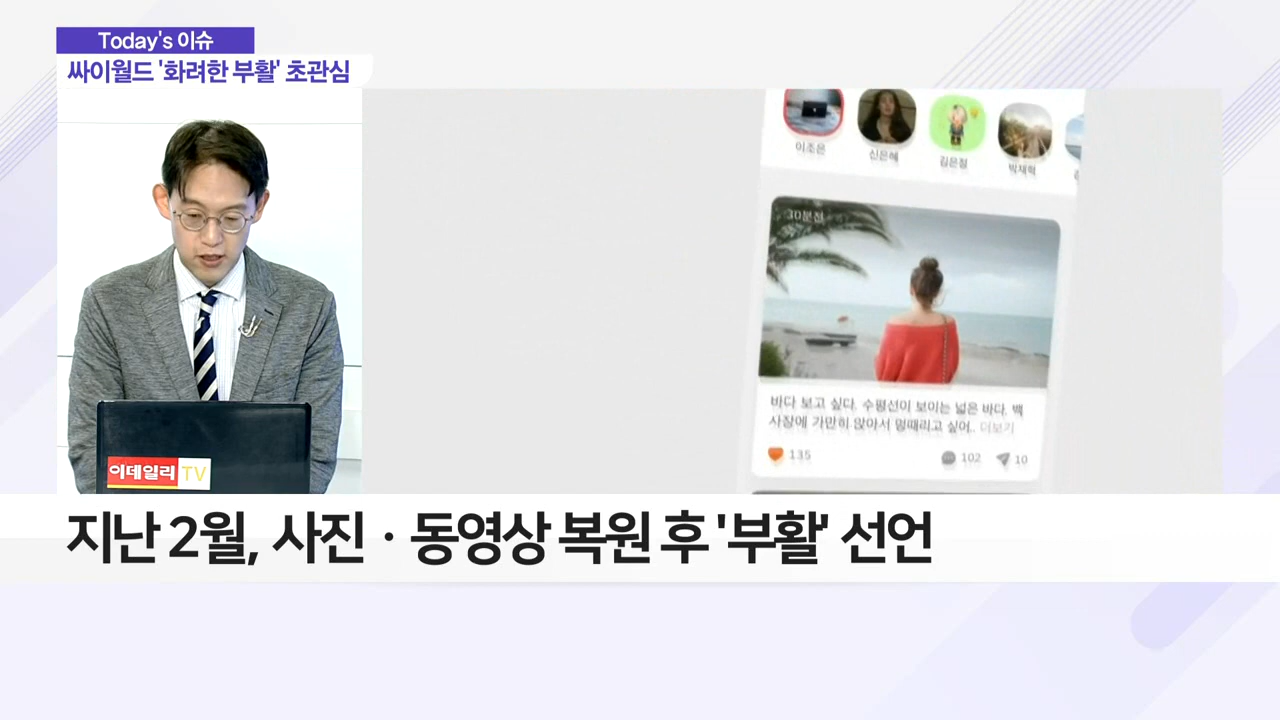 Today's 이슈
싸이월드 '화려한 부활' 초관심
이조은
신은혜
김은정
박재혁
30분전
바다 보고 싶다. 수평선이 보이는 넓은 바다. 백
사장에 가만히 앉아서 멍때리고 싶어.. 더보기
135
102
10
이데일리 TV
지난 2월, 사진·동영상 복원 후 '부활' 선언